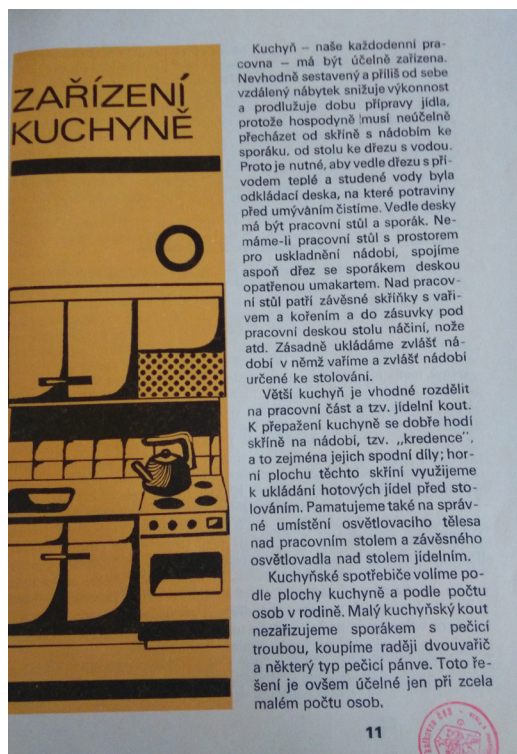 ZAŘÍZENÍ
KUCHYNĚ
Kuchyň – naše každodenní pra-
covna – má být účelně zařízena.
Nevhodně sestavený a příliš od sebe
vzdálený nábytek snižuje výkonnost
a prodlužuje dobu přípravy jídla,
protože hospodyně musí neúčelně
přecházet od skříně s nádobím ke
sporáku, od stolu ke dřezu s vodou.
Proto je nutné, aby vedle dřezu s pří-
vodem teplé a studené vody byla
odkládací deska, na které potraviny
před umýváním čistíme. Vedle desky
má být pracovní stůl a sporák. Ne-
máme-li pracovní stůl s prostorem
pro uskladnění nádobí, spojíme
aspoň dřez se sporákem deskou
opatřenou umakartem. Nad pracov-
ní stůl patří závěsné skříňky s vaři-
vem a kořením a do zásuvky pod
pracovní deskou stolu náčiní, nože
atd. Zásadně ukládáme zvlášť ná-
dobí v němž vaříme a zvlášť nádobí
určené ke stolování.
Větší kuchyň je vhodné rozdělit
na pracovní část a tzv. jídelní kout.
K přepažení kuchyně se dobře hodí
skříně na nádobí, tzv. „kredence",
a to zejména jejich spodní díly; hor-
ní plochu těchto skříní využijeme
k ukládání hotových jídel před sto-
lováním. Pamatujeme také na správ-
né umístění osvětlovacího tělesa
nad pracovním stolem a závěsného
osvětlovadla nad stolem jídelním.
Kuchyňské spotřebiče volíme po-
dle plochy kuchyně a podle počtu
osob v rodině. Malý kuchyňský kout
nezařizujeme sporákem s pečicí
troubou, koupíme raději dvouvařič
a některý typ pečicí pánve. Toto ře-
šení je ovšem účelné jen při zcela
malém počtu osob.
11